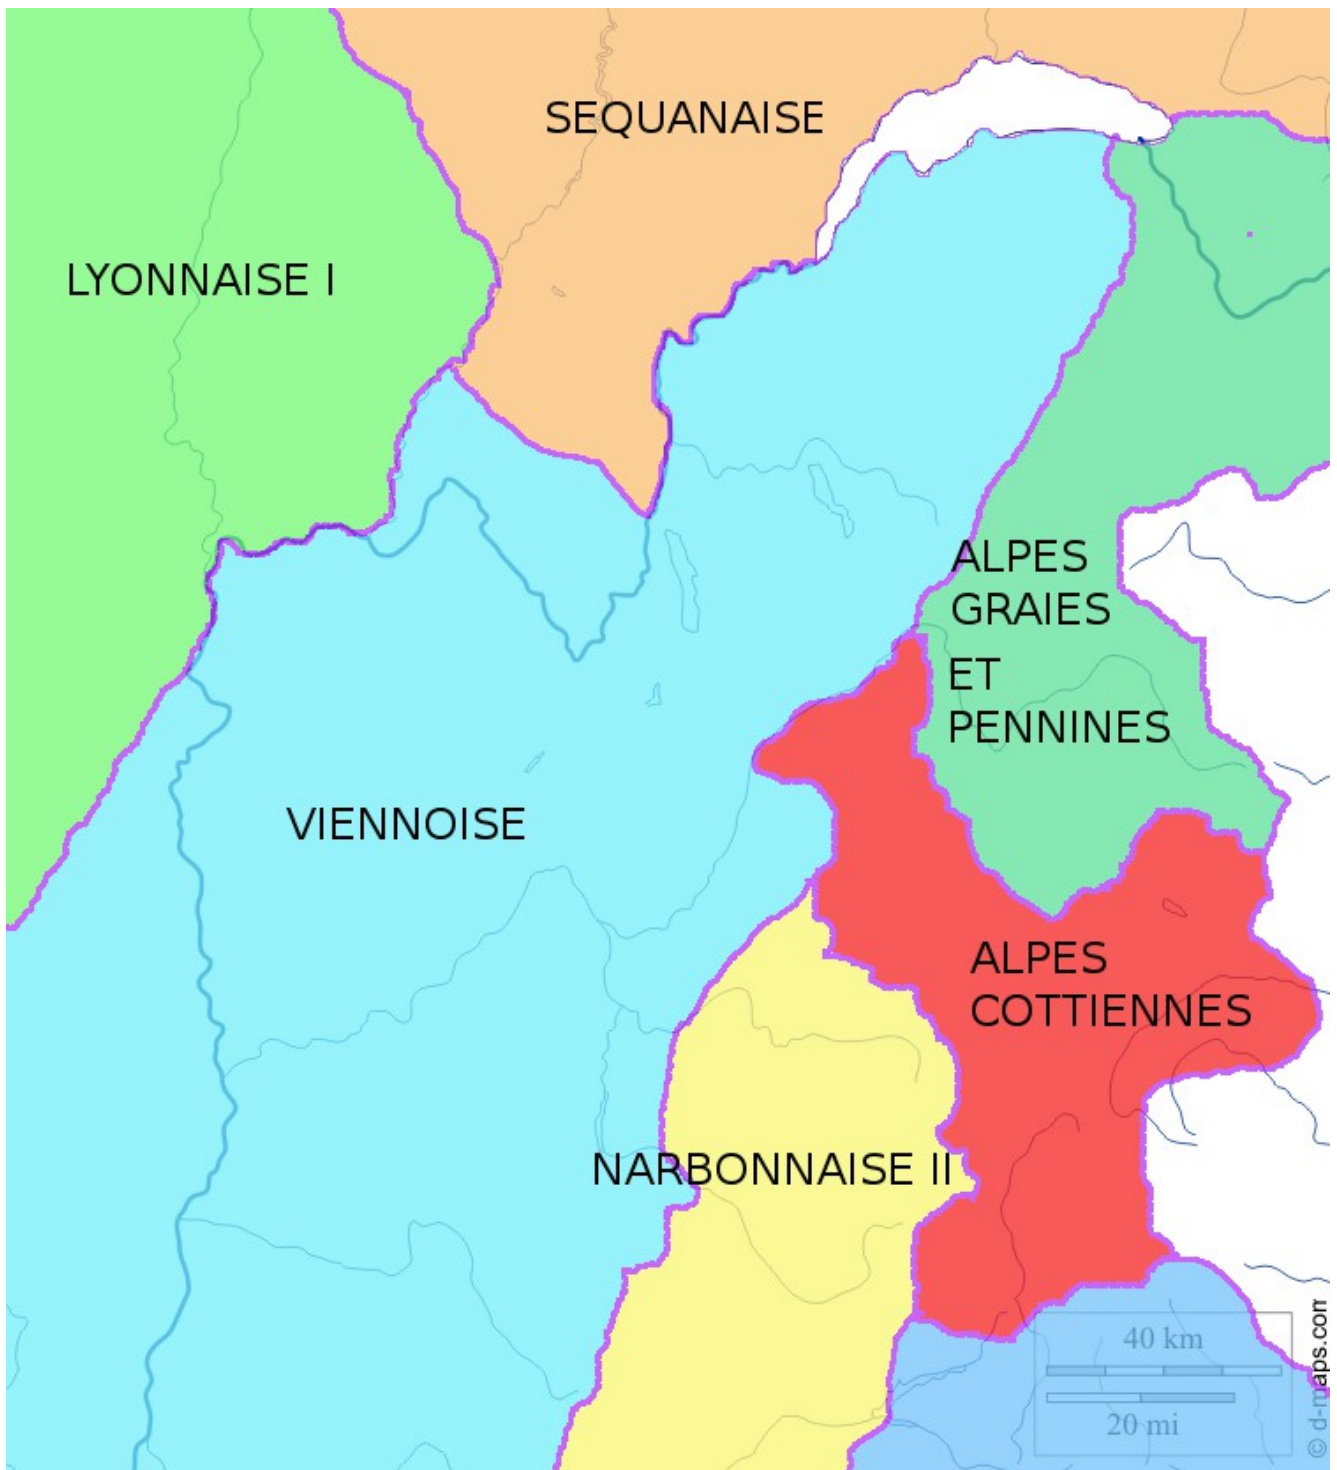 SEQUANAISE
LYONNAISE I
ALPES
GRAIES
ET
PENNINES
VIENNOISE
ALPES
COTTIENNES
NARBONNAISE II
40 km
20 mi
© d-maps.com